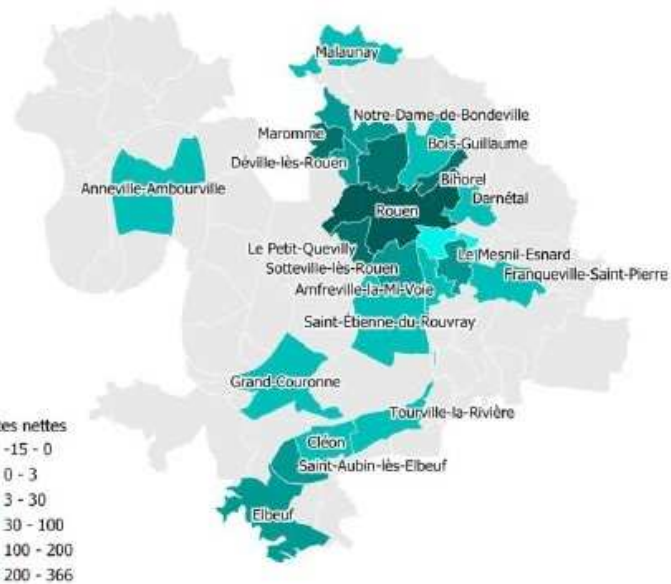 Malaunay
Notre-Dame-de-Bondeville
Maromme
Bois-Guillaume
Déville-lès-Rouen
Bihorel
Anneville-Ambourville
Darnétal
Rouen
Le Petit-Quevilly
Le Mesnil-Esnard
Sotteville-lès-Rouen
Franqueville-Saint-Pierre
Amfreville-la-Mi-Voie
Saint-Étienne-du-Rouvray
Grand-Couronne
Tourville-la-Rivière
Cléon
Saint-Aubin-lès-Elbeuf
Elbeuf
es nettes
-15 - 0
0 - 3
3 - 30
30 - 100
100 - 200
200 - 366